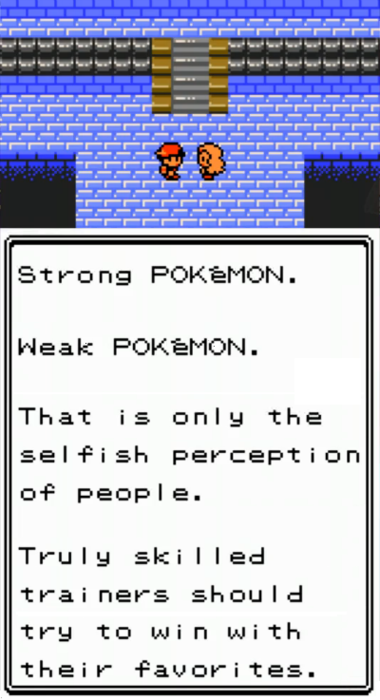 Strong POKéMON.
Weak POKéMON.
That is only the
selfish perception
of people.
Truly skilled
trainers should
try to win with
their favorites.